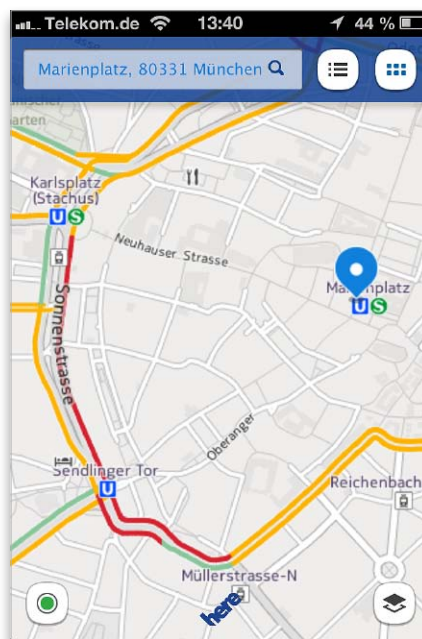 Telekom.de 13:40 44 %
Marienplatz, 80331 München
Karlsplatz
(Stachus)
U S
Neuhauser Strasse
Marienplatz
U S
Sonnenstrasse
Oberanger
Sendlinger Tor
U
Reichenbach
Müllerstrasse-N
here